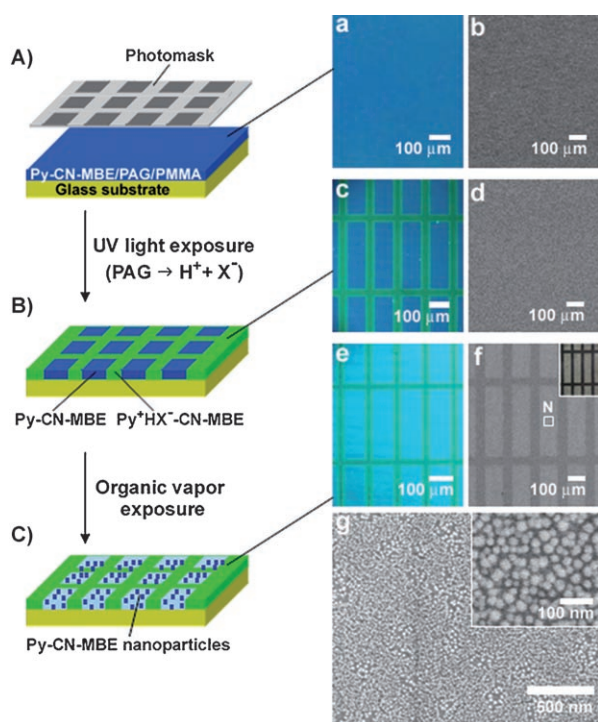 A)
Photomask
Py-CN-MBE/PAG/PMMA
Glass substrate
UV light exposure
(PAG → H⁺ + X⁻)
B)
Py-CN-MBE
Py⁺HX⁻-CN-MBE
Organic vapor
exposure
C)
Py-CN-MBE nanoparticles
a
100 μm
b
100 μm
c
100 μm
d
100 μm
e
100 μm
f
N
100 μm
g
100 nm
500 nm